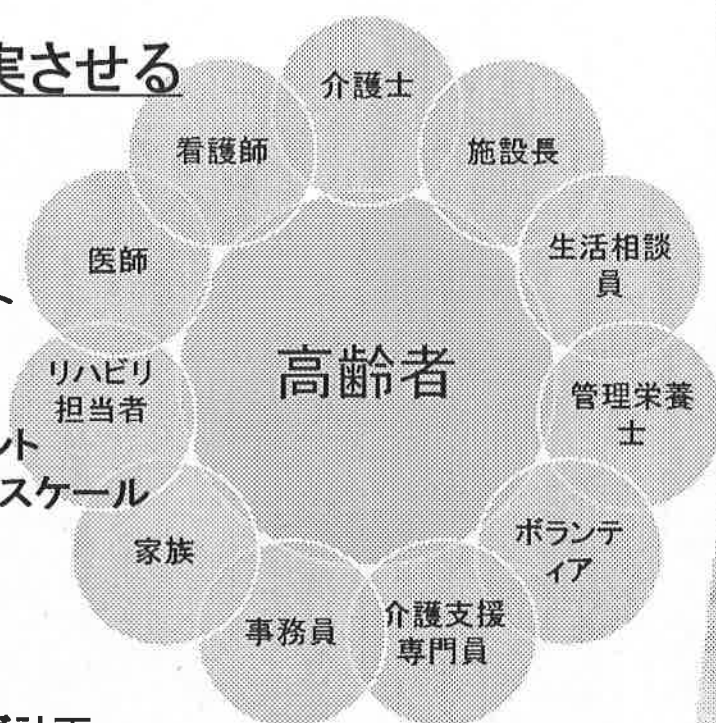 実させる
介護士
看護師
施設長
医師
生活相談
員
高齢者
リハビリ
担当者
管理栄養
士
ント
スケール
ボランテ
ィア
家族
事務員
介護支援
専門員